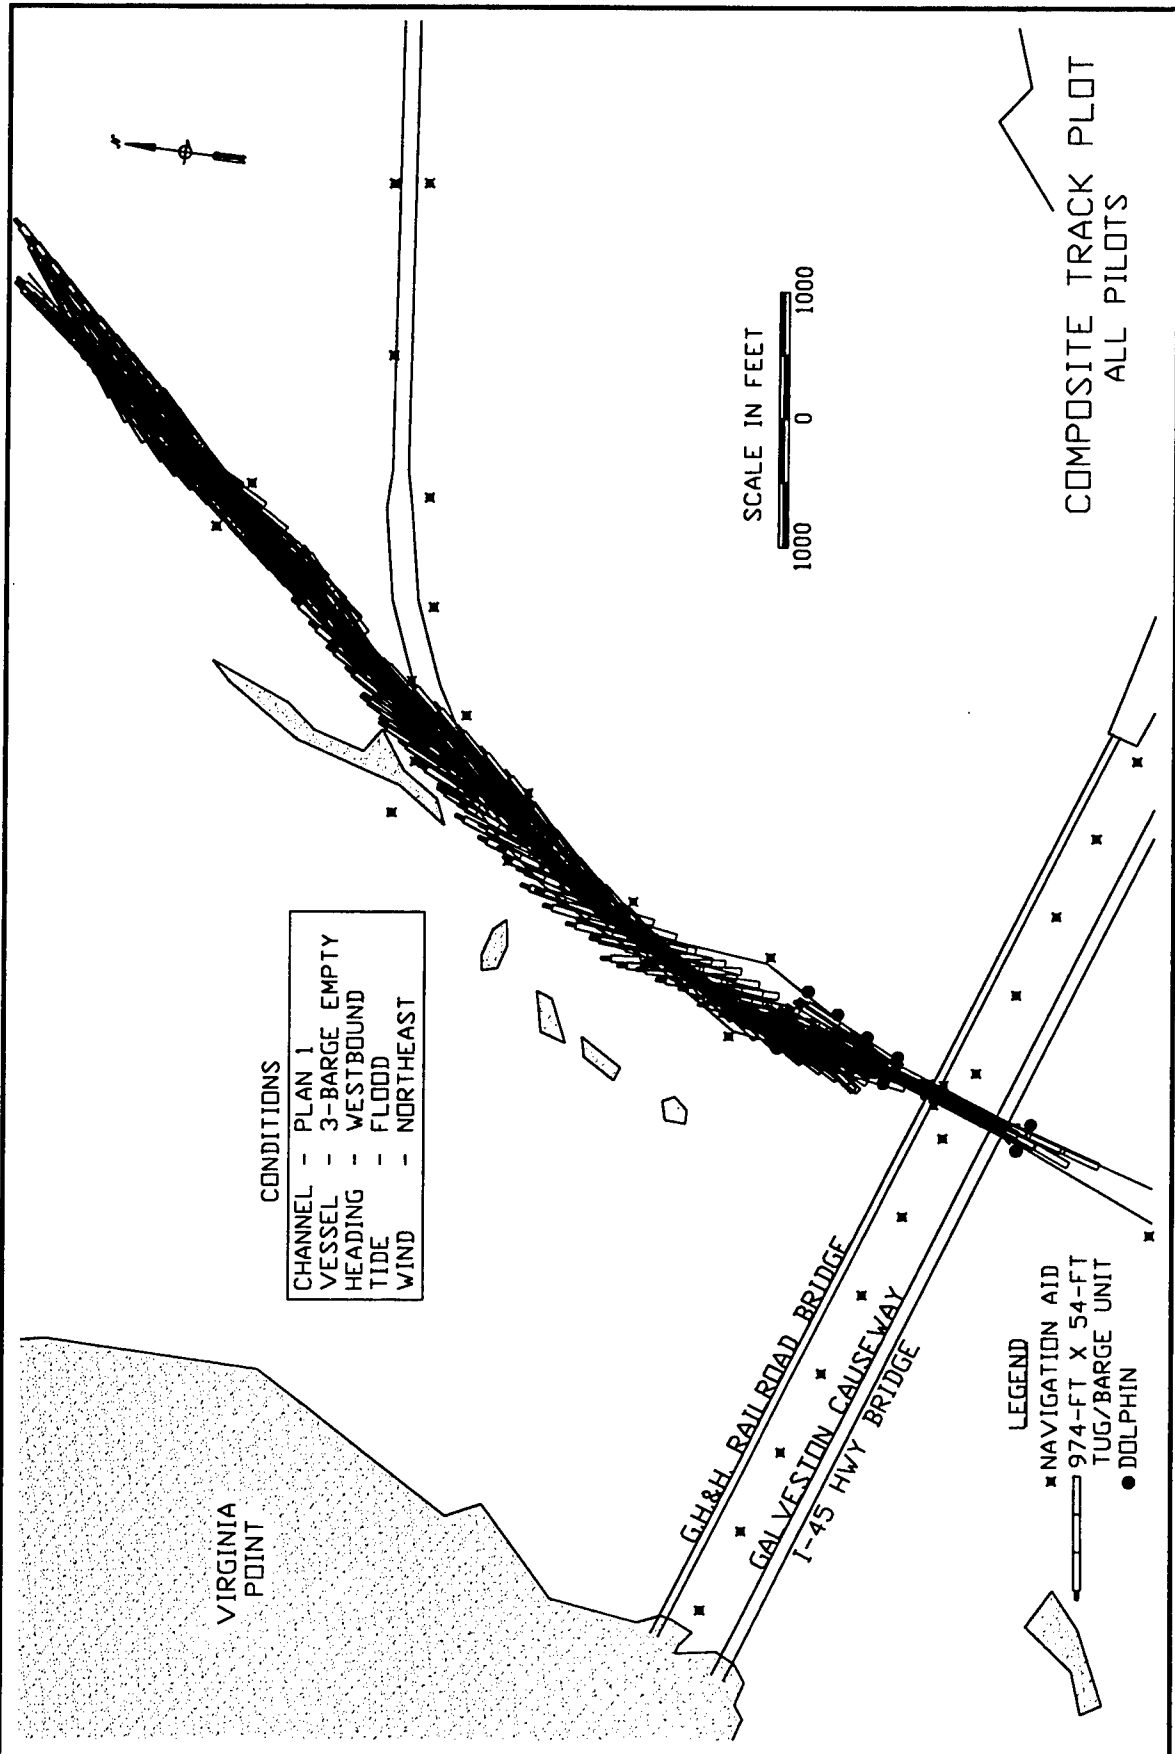 VIRGINIA
POINT
CONDITIONS
CHANNEL - PLAN 1
VESSEL - 3-BARGE EMPTY
HEADING - WESTBOUND
TIDE - FLOOD
WIND - NORTHEAST
N
SCALE IN FEET
1000 0 1000
G.H.&H. RAILROAD BRIDGE
GALVESTON CAUSEWAY
I-45 HWY BRIDGE
LEGEND
NAVIGATION AID
974-FT X 54-FT
TUG/BARGE UNIT
DOLPHIN
COMPOSITE TRACK PLOT
ALL PILOTS